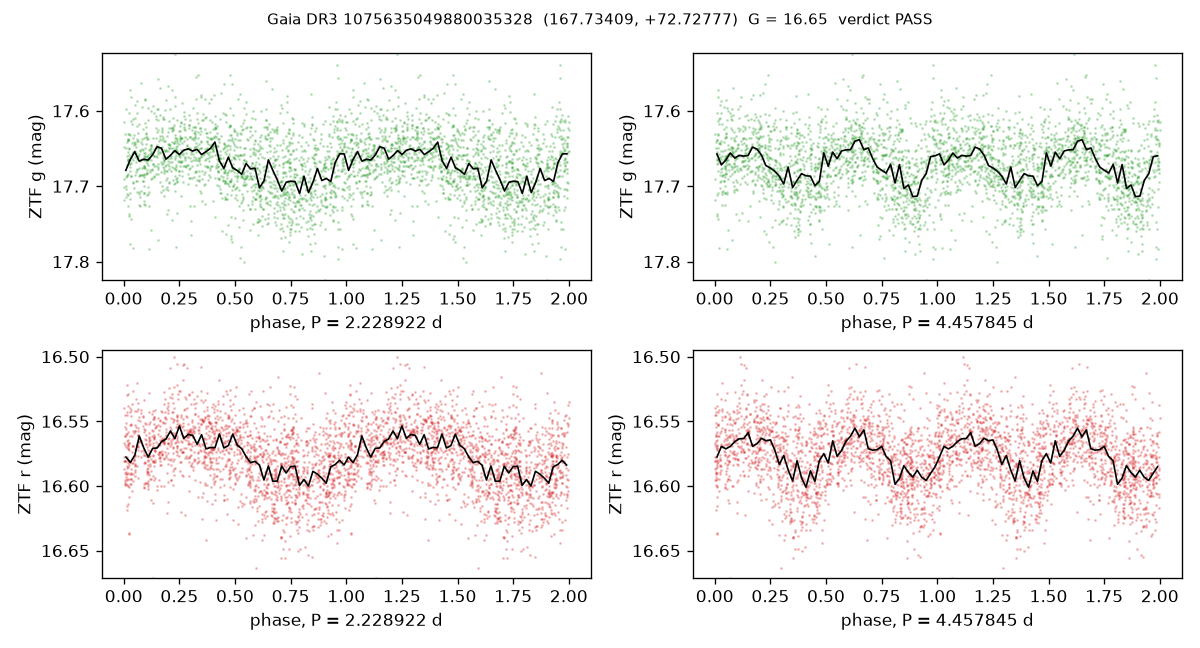 Gaia DR3 1075635049880035328 (167.73409, +72.72777) G = 16.65 verdict PASS
ZTF g (mag)
17.6
17.7
17.8
0.00 0.25 0.50 0.75 1.00 1.25 1.50 1.75 2.00
phase, P = 2.228922 d
ZTF g (mag)
17.6
17.7
17.8
0.00 0.25 0.50 0.75 1.00 1.25 1.50 1.75 2.00
phase, P = 4.457845 d
ZTF r (mag)
16.50
16.55
16.60
16.65
0.00 0.25 0.50 0.75 1.00 1.25 1.50 1.75 2.00
phase, P = 2.228922 d
ZTF r (mag)
16.50
16.55
16.60
16.65
0.00 0.25 0.50 0.75 1.00 1.25 1.50 1.75 2.00
phase, P = 4.457845 d